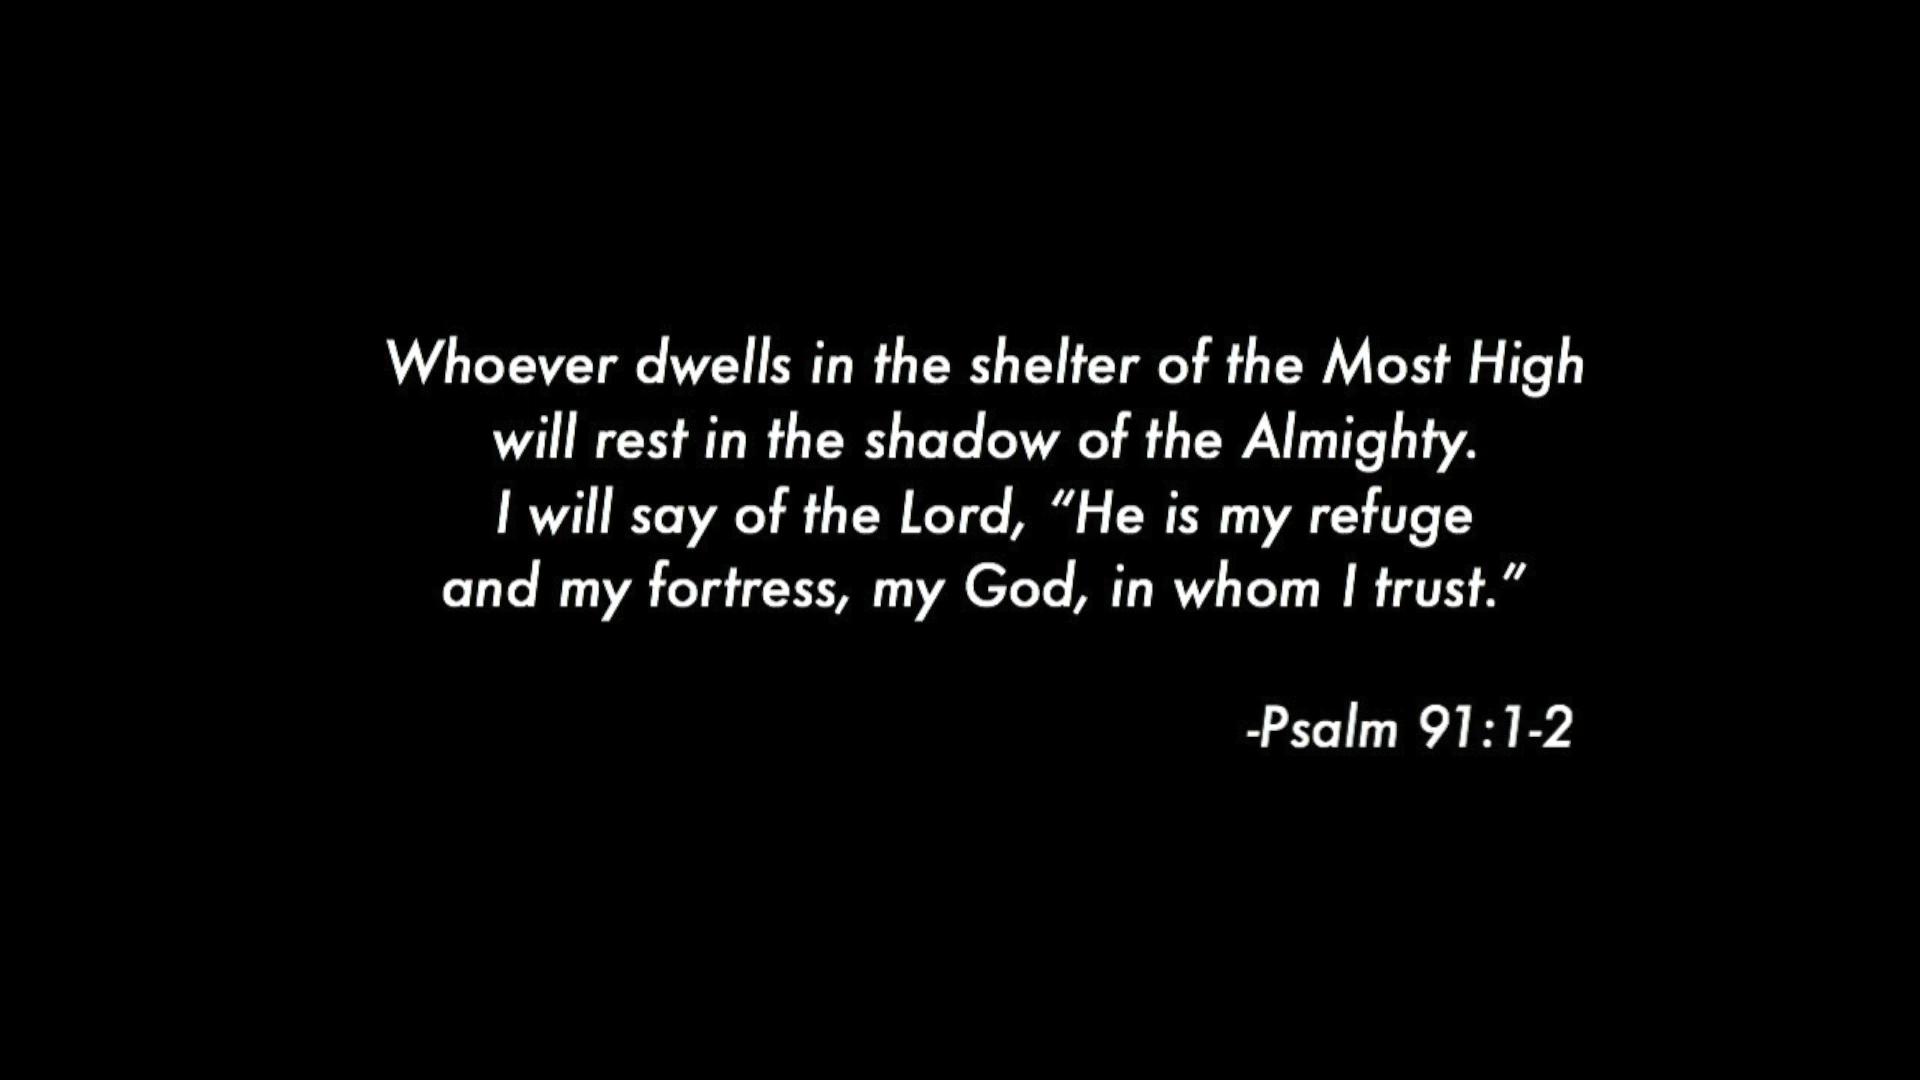 Whoever dwells in the shelter of the Most High
will rest in the shadow of the Almighty.
I will say of the Lord, “He is my refuge
and my fortress, my God, in whom I trust.”
-Psalm 91:1-2